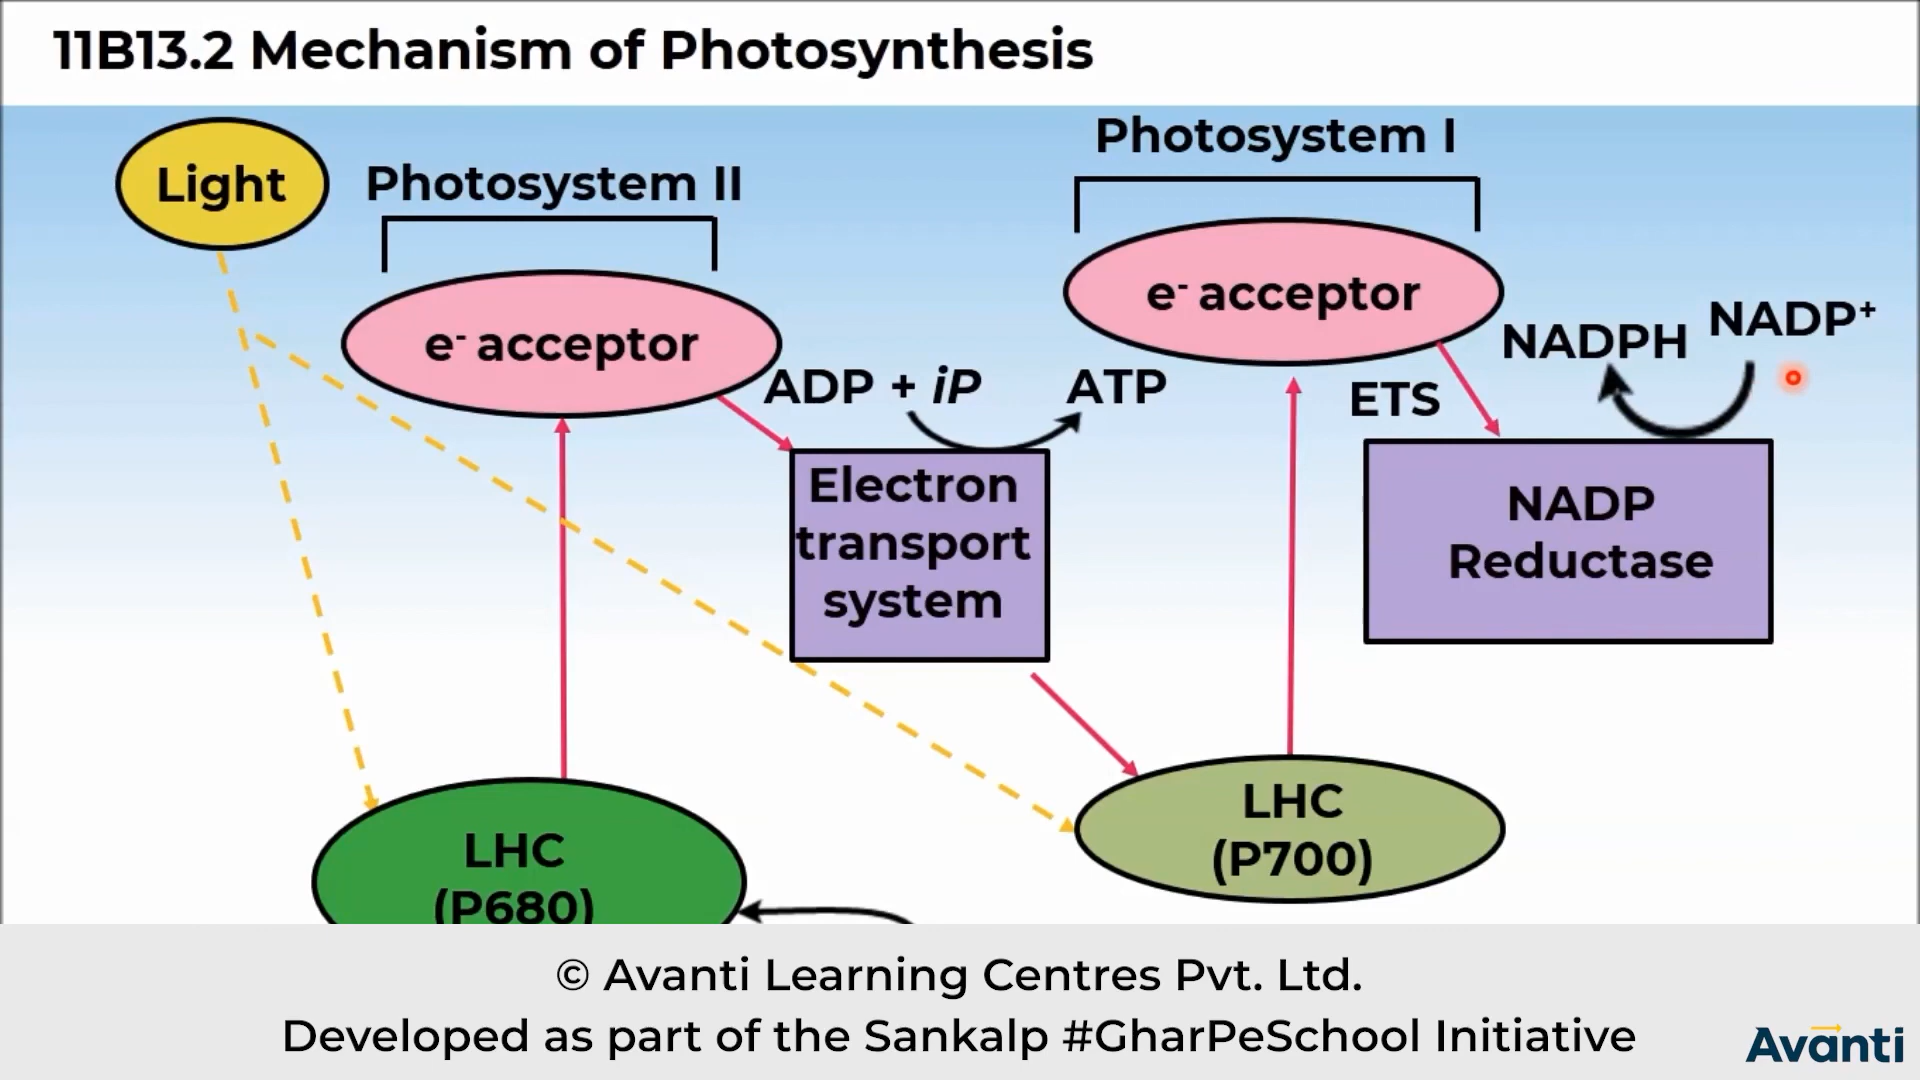 11B13.2 Mechanism of Photosynthesis
Light
Photosystem II
Photosystem I
e- acceptor
e- acceptor
NADPH
NADP+
ADP + iP
ATP
ETS
Electron
transport
system
NADP
Reductase
LHC
(P680)
LHC
(P700)
© Avanti Learning Centres Pvt. Ltd.
Developed as part of the Sankalp #GharPeSchool Initiative
Avanti